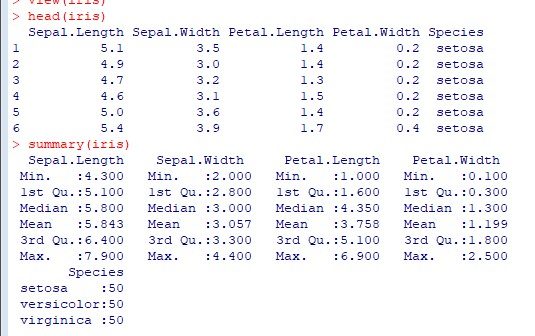 > view(iris)
> head(iris)
  Sepal.Length Sepal.Width Petal.Length Petal.Width Species
1          5.1         3.5          1.4         0.2  setosa
2          4.9         3.0          1.4         0.2  setosa
3          4.7         3.2          1.3         0.2  setosa
4          4.6         3.1          1.5         0.2  setosa
5          5.0         3.6          1.4         0.2  setosa
6          5.4         3.9          1.7         0.4  setosa
> summary(iris)
  Sepal.Length    Sepal.Width     Petal.Length    Petal.Width
 Min.   :4.300   Min.   :2.000   Min.   :1.000   Min.   :0.100
 1st Qu.:5.100   1st Qu.:2.800   1st Qu.:1.600   1st Qu.:0.300
 Median :5.800   Median :3.000   Median :4.350   Median :1.300
 Mean   :5.843   Mean   :3.057   Mean   :3.758   Mean   :1.199
 3rd Qu.:6.400   3rd Qu.:3.300   3rd Qu.:5.100   3rd Qu.:1.800
 Max.   :7.900   Max.   :4.400   Max.   :6.900   Max.   :2.500
       Species
 setosa    :50
 versicolor:50
 virginica :50